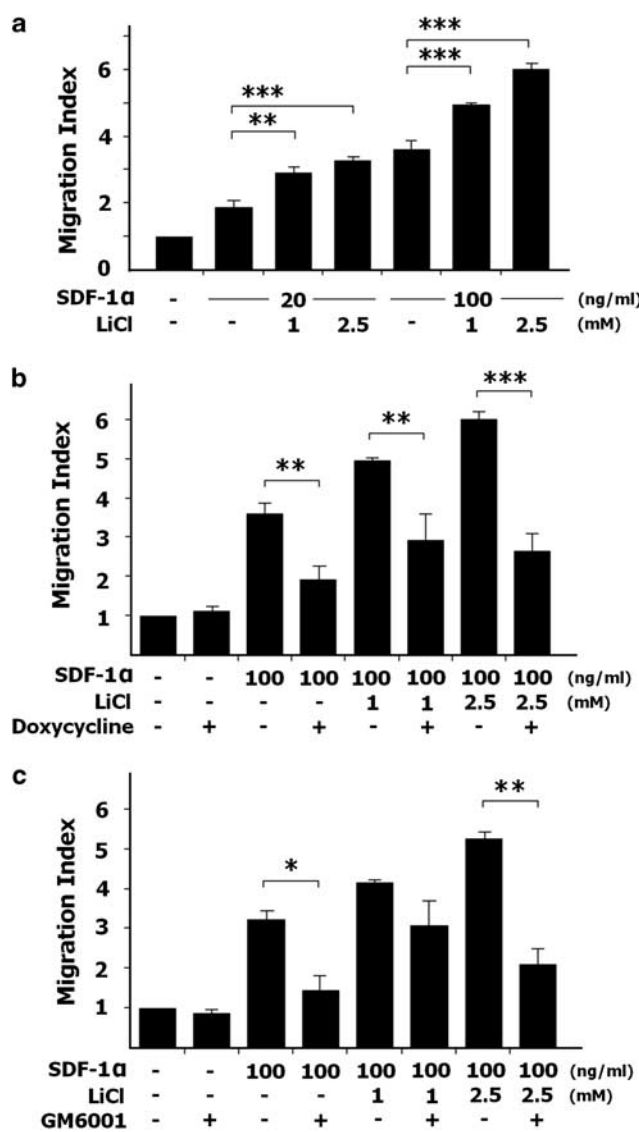 a
***
***
***
**
***
6
4
2
0
Migration Index
SDF-1α - 20 100 (ng/ml)
LiCl - - 1 2.5 - 1 2.5 (mM)
b
***
**
**
6
5
4
3
2
1
Migration Index
SDF-1α - - 100 100 100 100 100 100 (ng/ml)
LiCl - - - - 1 1 2.5 2.5 (mM)
Doxycycline - + - + - + - +
c
**
*
6
5
4
3
2
1
Migration Index
SDF-1α - - 100 100 100 100 100 100 (ng/ml)
LiCl - - - - 1 1 2.5 2.5 (mM)
GM6001 - + - + - + - +